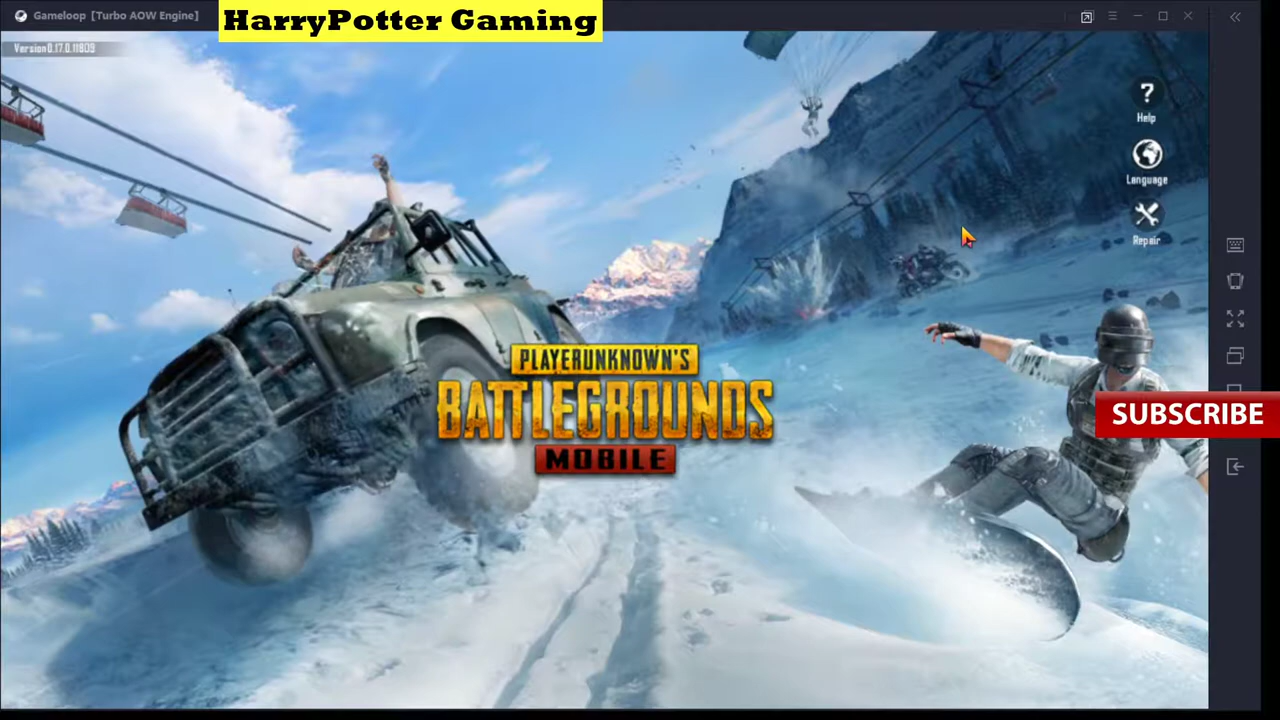 Gameloop [Turbo AOW Engine]
HarryPotter Gaming
Version0.17.0.11809
?
Help
Language
Repair
PLAYERUNKNOWN'S
BATTLEGROUNDS
MOBILE
SUBSCRIBE